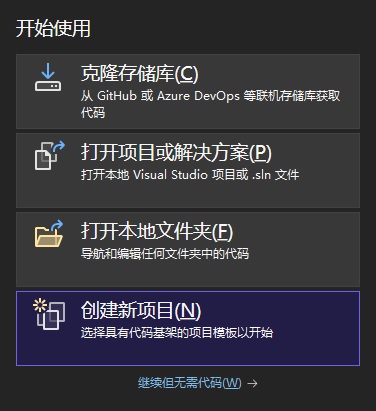 开始使用
克隆存储库(C)
从 GitHub 或 Azure DevOps 等联机存储库获取
代码
打开项目或解决方案(P)
打开本地 Visual Studio 项目或 .sln 文件
打开本地文件夹(F)
导航和编辑任何文件夹中的代码
创建新项目(N)
选择具有代码基架的项目模板以开始
继续但无需代码(W) →